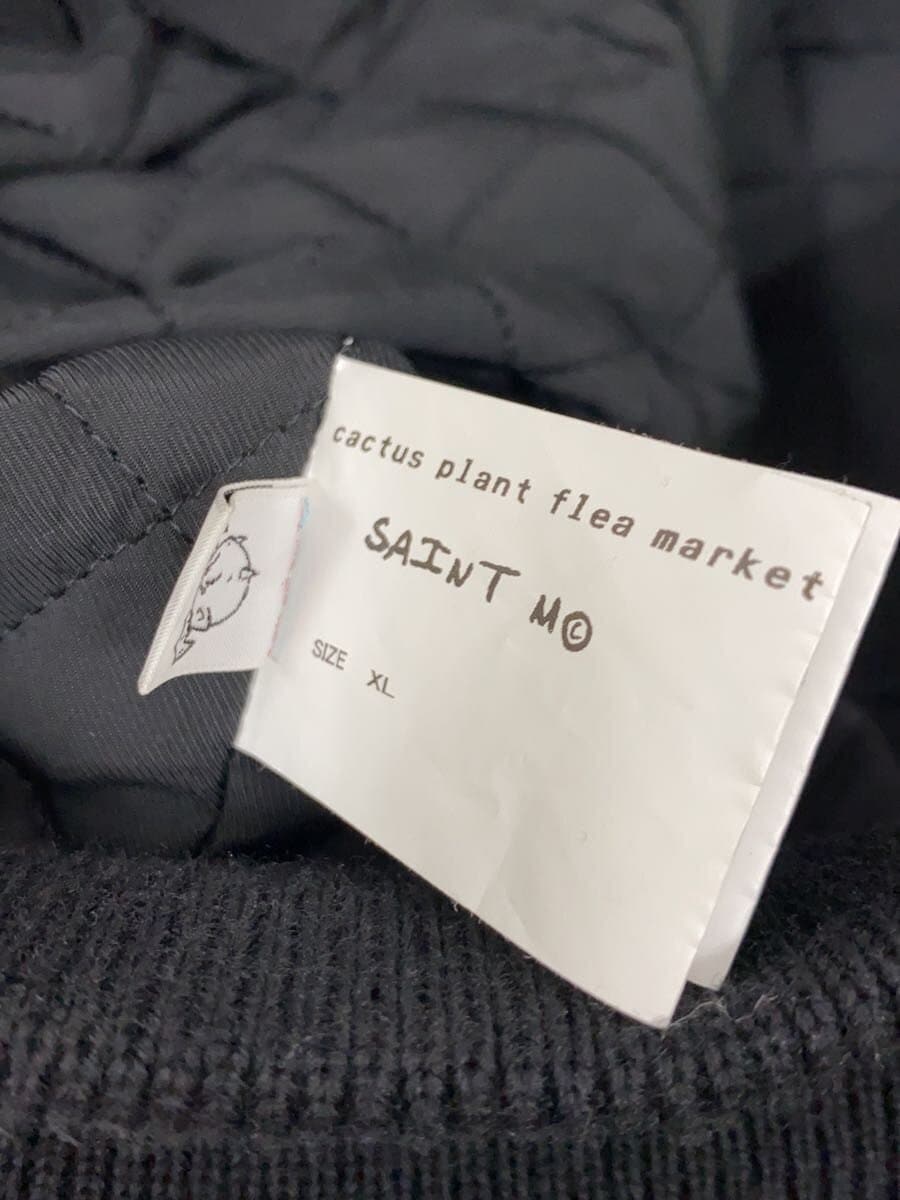 cactus plant flea market
SAINT M©
SIZE XL